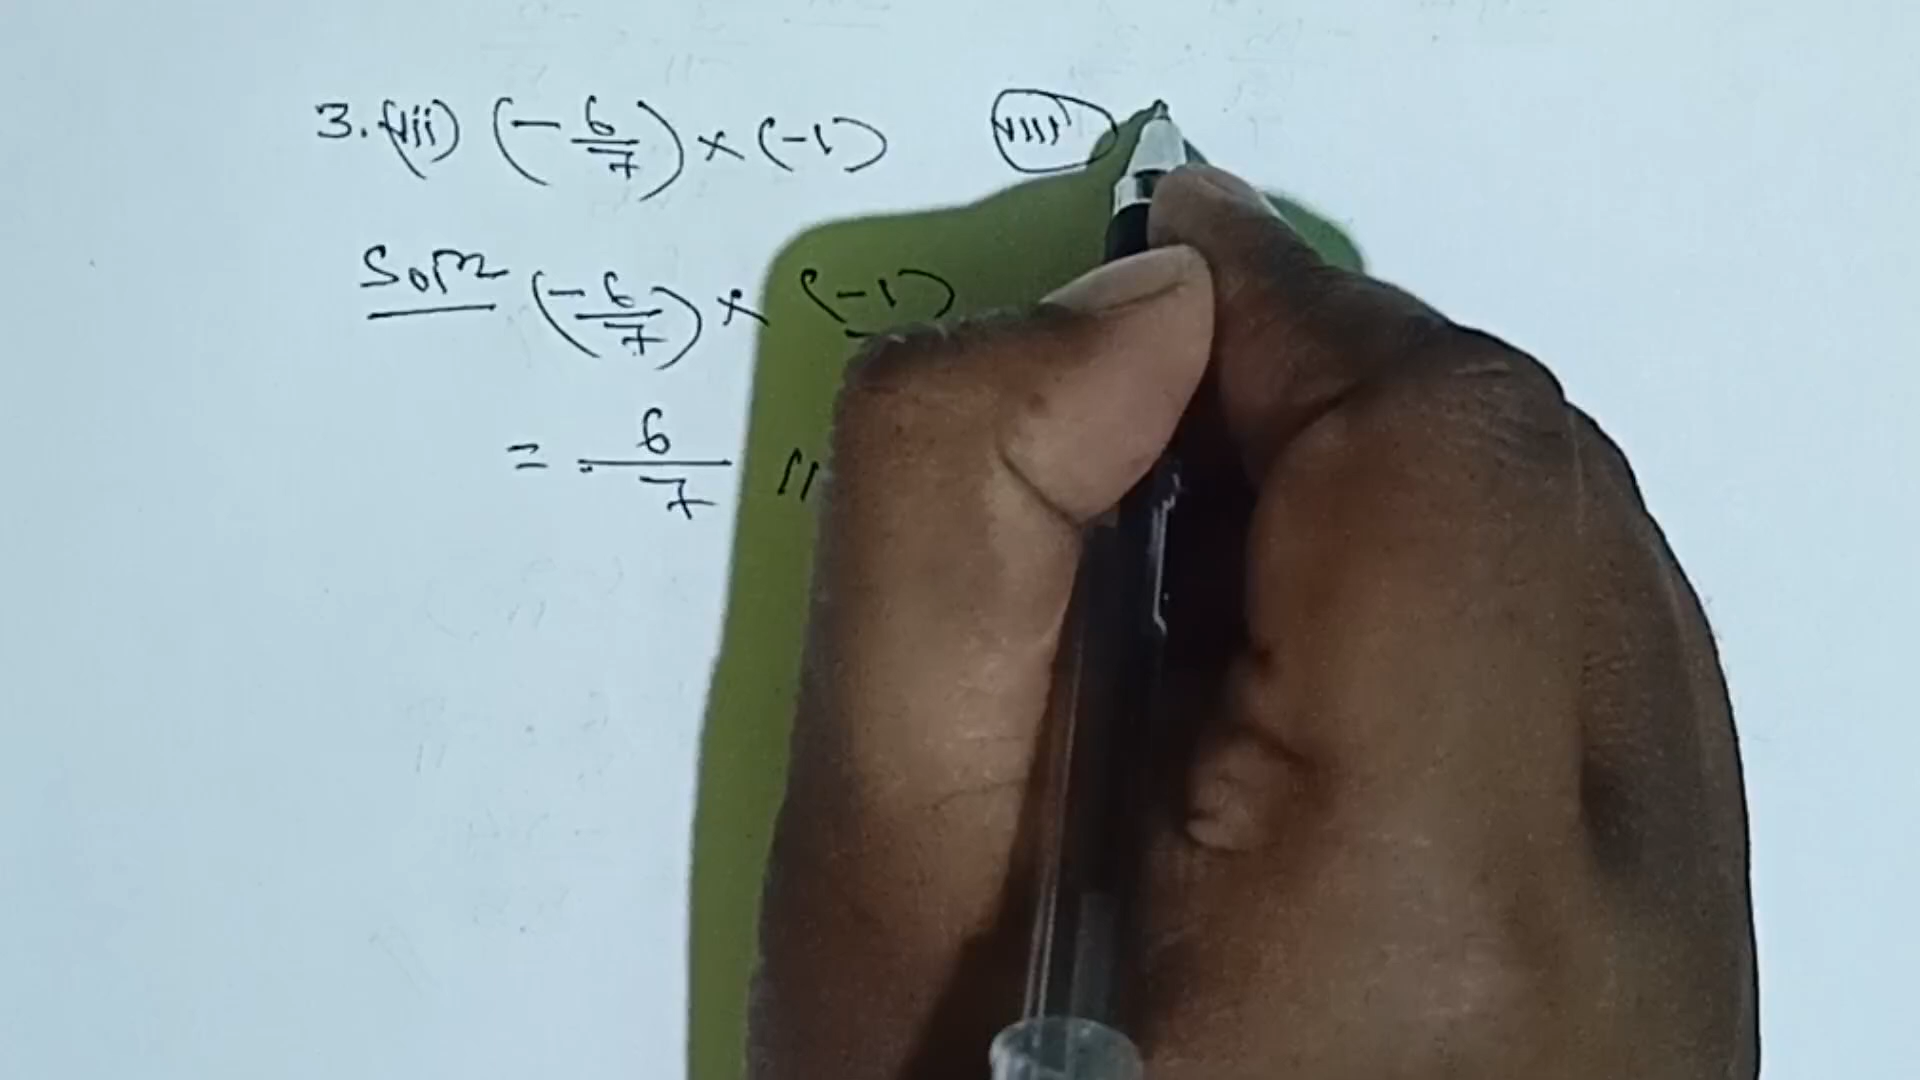 3. (vii) (-6/7) × (-1) (viii)
Solⁿ (-6/7) × (-1)
= 6/7 //